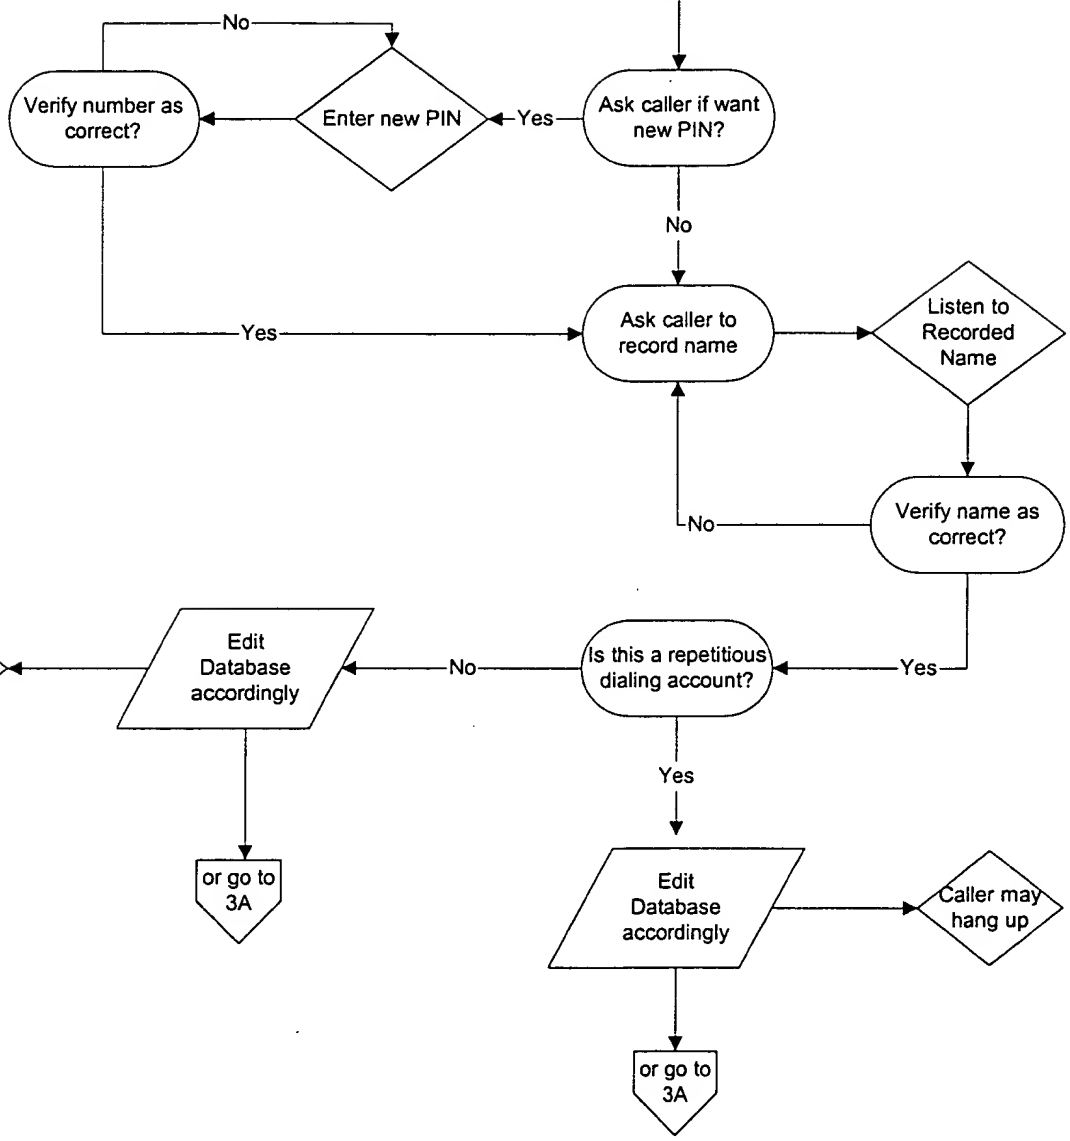 No
Verify number as
correct?
Enter new PIN
Yes
Ask caller if want
new PIN?
No
Yes
Ask caller to
record name
Listen to
Recorded
Name
No
Verify name as
correct?
Edit
Database
accordingly
No
Is this a repetitious
dialing account?
Yes
Yes
or go to
3A
Edit
Database
accordingly
Caller may
hang up
or go to
3A